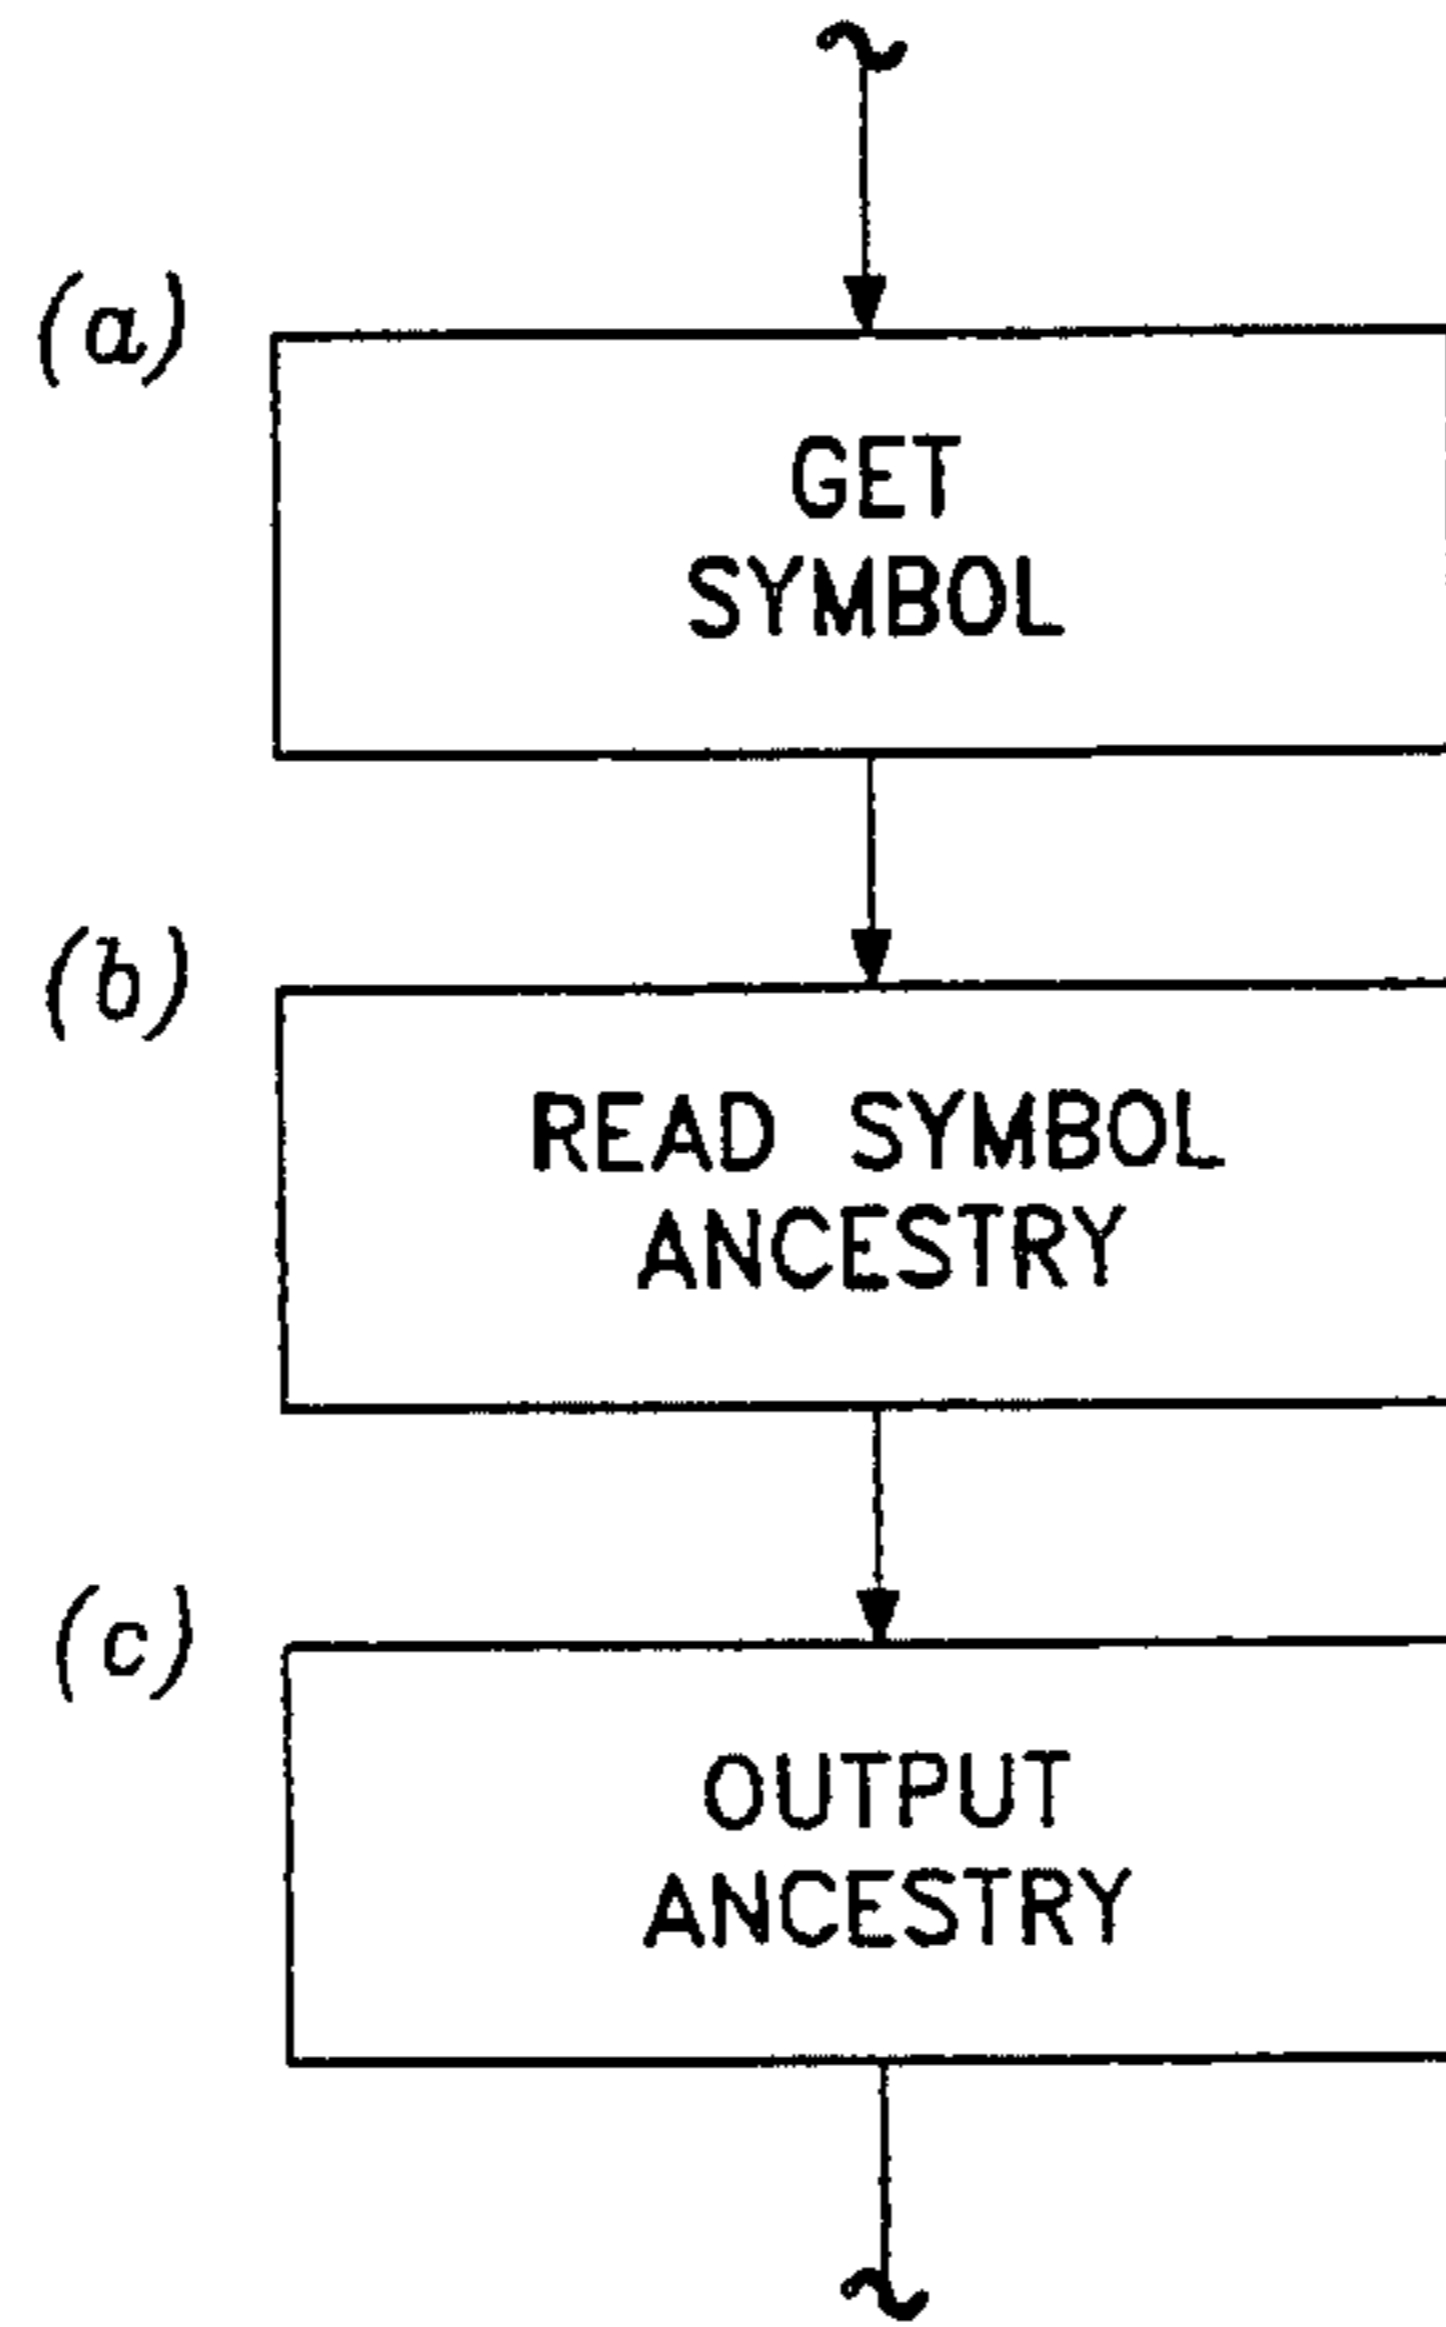 (a)
GET
SYMBOL
(b)
READ SYMBOL
ANCESTRY
(c)
OUTPUT
ANCESTRY